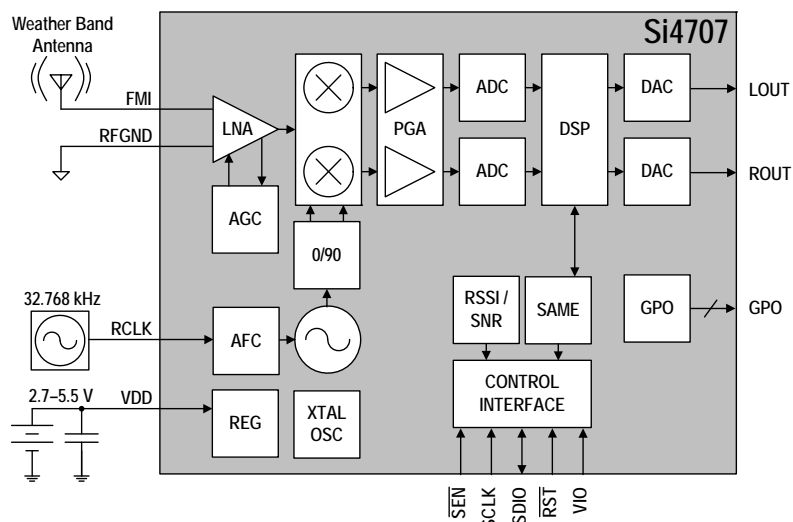 Si4707
Weather Band
Antenna
FMI
RFGND
LNA
AGC
PGA
ADC
ADC
DSP
DAC
DAC
LOUT
ROUT
0/90
32.768 kHz
RCLK
AFC
RSSI /
SNR
SAME
GPO
GPO
2.7–5.5 V
VDD
REG
XTAL
OSC
CONTROL
INTERFACE
SEN
SCLK
SDIO
RST
VIO